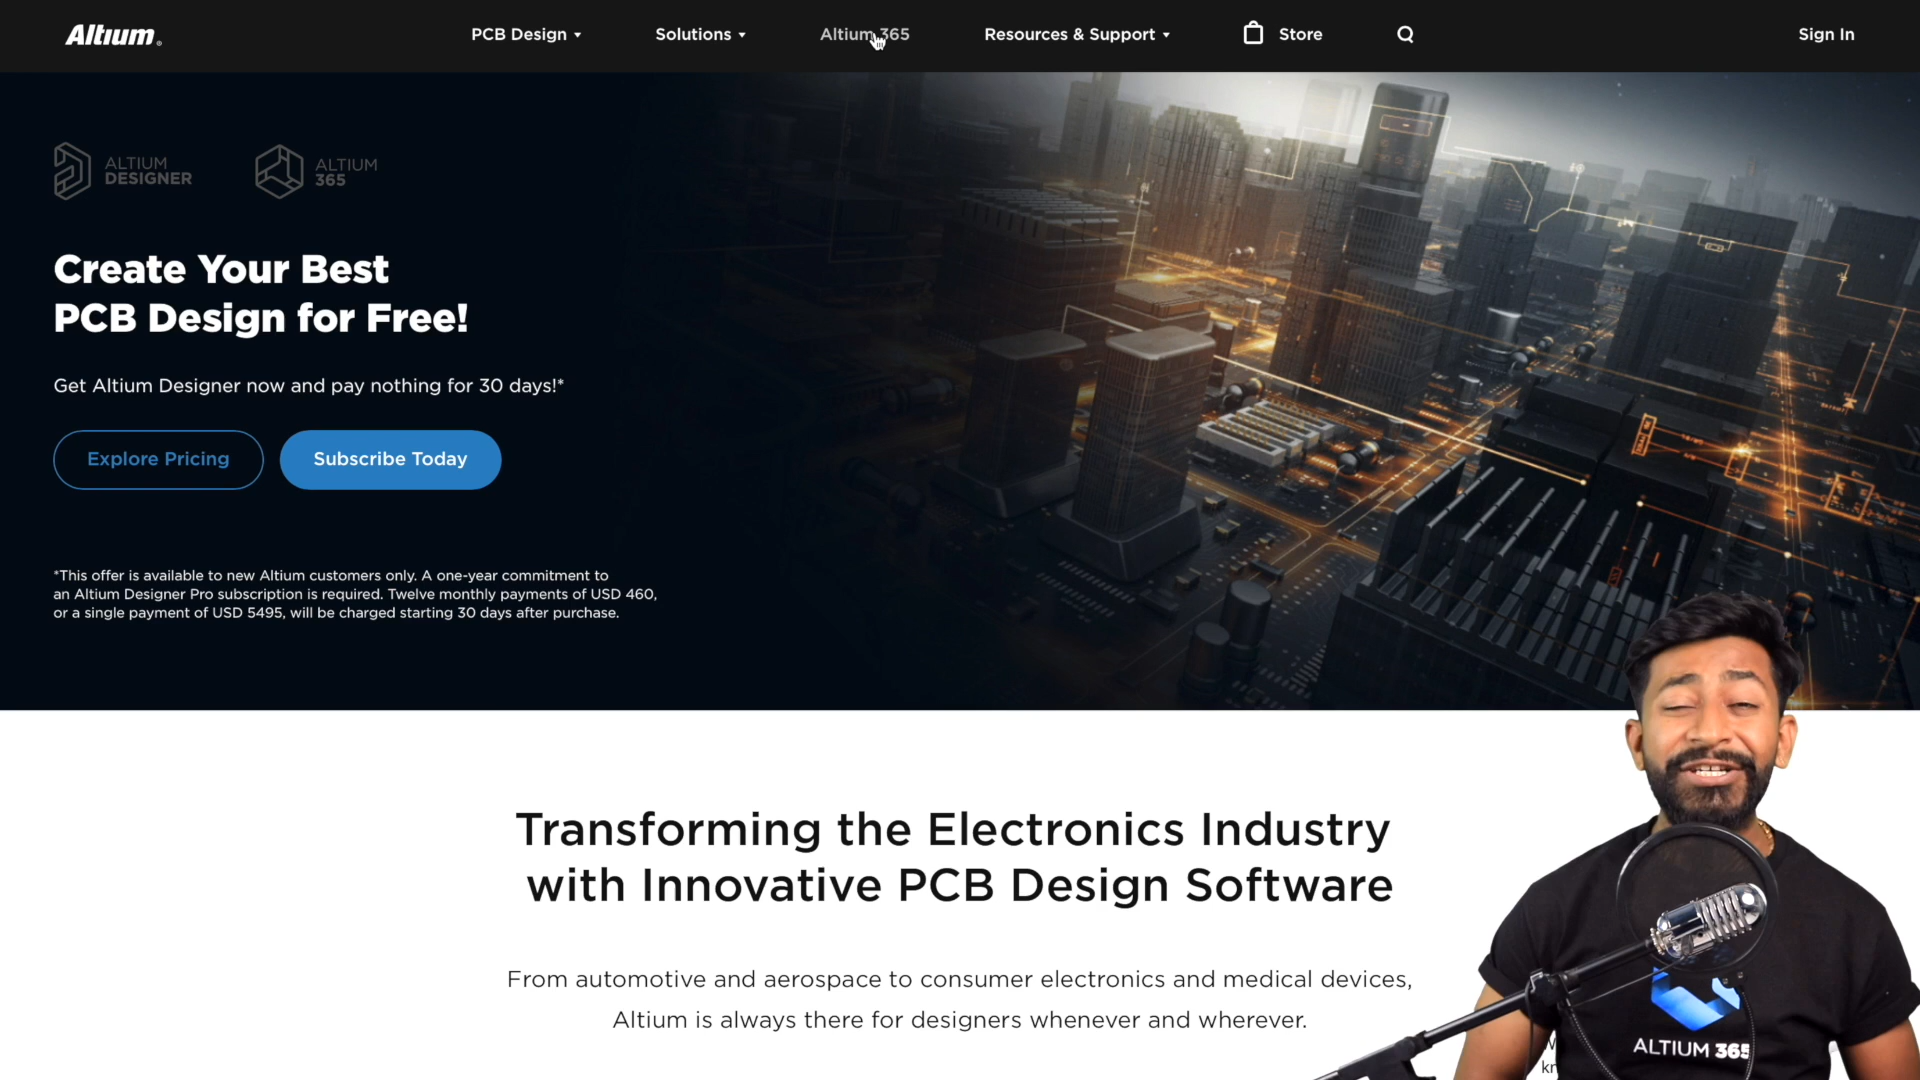 Altium
PCB Design
Solutions
Altium 365
Resources & Support
Store
Sign In
ALTIUM
DESIGNER
ALTIUM
365
Create Your Best
PCB Design for Free!
Get Altium Designer now and pay nothing for 30 days!*
Explore Pricing
Subscribe Today
*This offer is available to new Altium customers only. A one-year commitment to
an Altium Designer Pro subscription is required. Twelve monthly payments of USD 460,
or a single payment of USD 5495, will be charged starting 30 days after purchase.
Transforming the Electronics Industry
with Innovative PCB Design Software
From automotive and aerospace to consumer electronics and medical devices,
Altium is always there for designers whenever and wherever.
ALTIUM 365